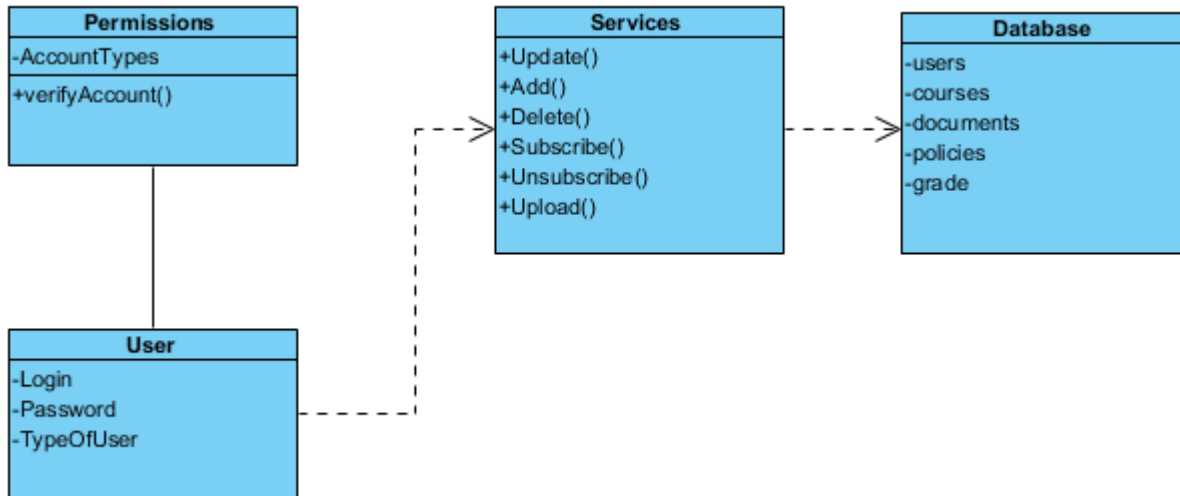 Permissions
-AccountTypes
+verifyAccount()
Services
+Update()
+Add()
+Delete()
+Subscribe()
+Unsubscribe()
+Upload()
Database
-users
-courses
-documents
-policies
-grade
User
-Login
-Password
-TypeOfUser